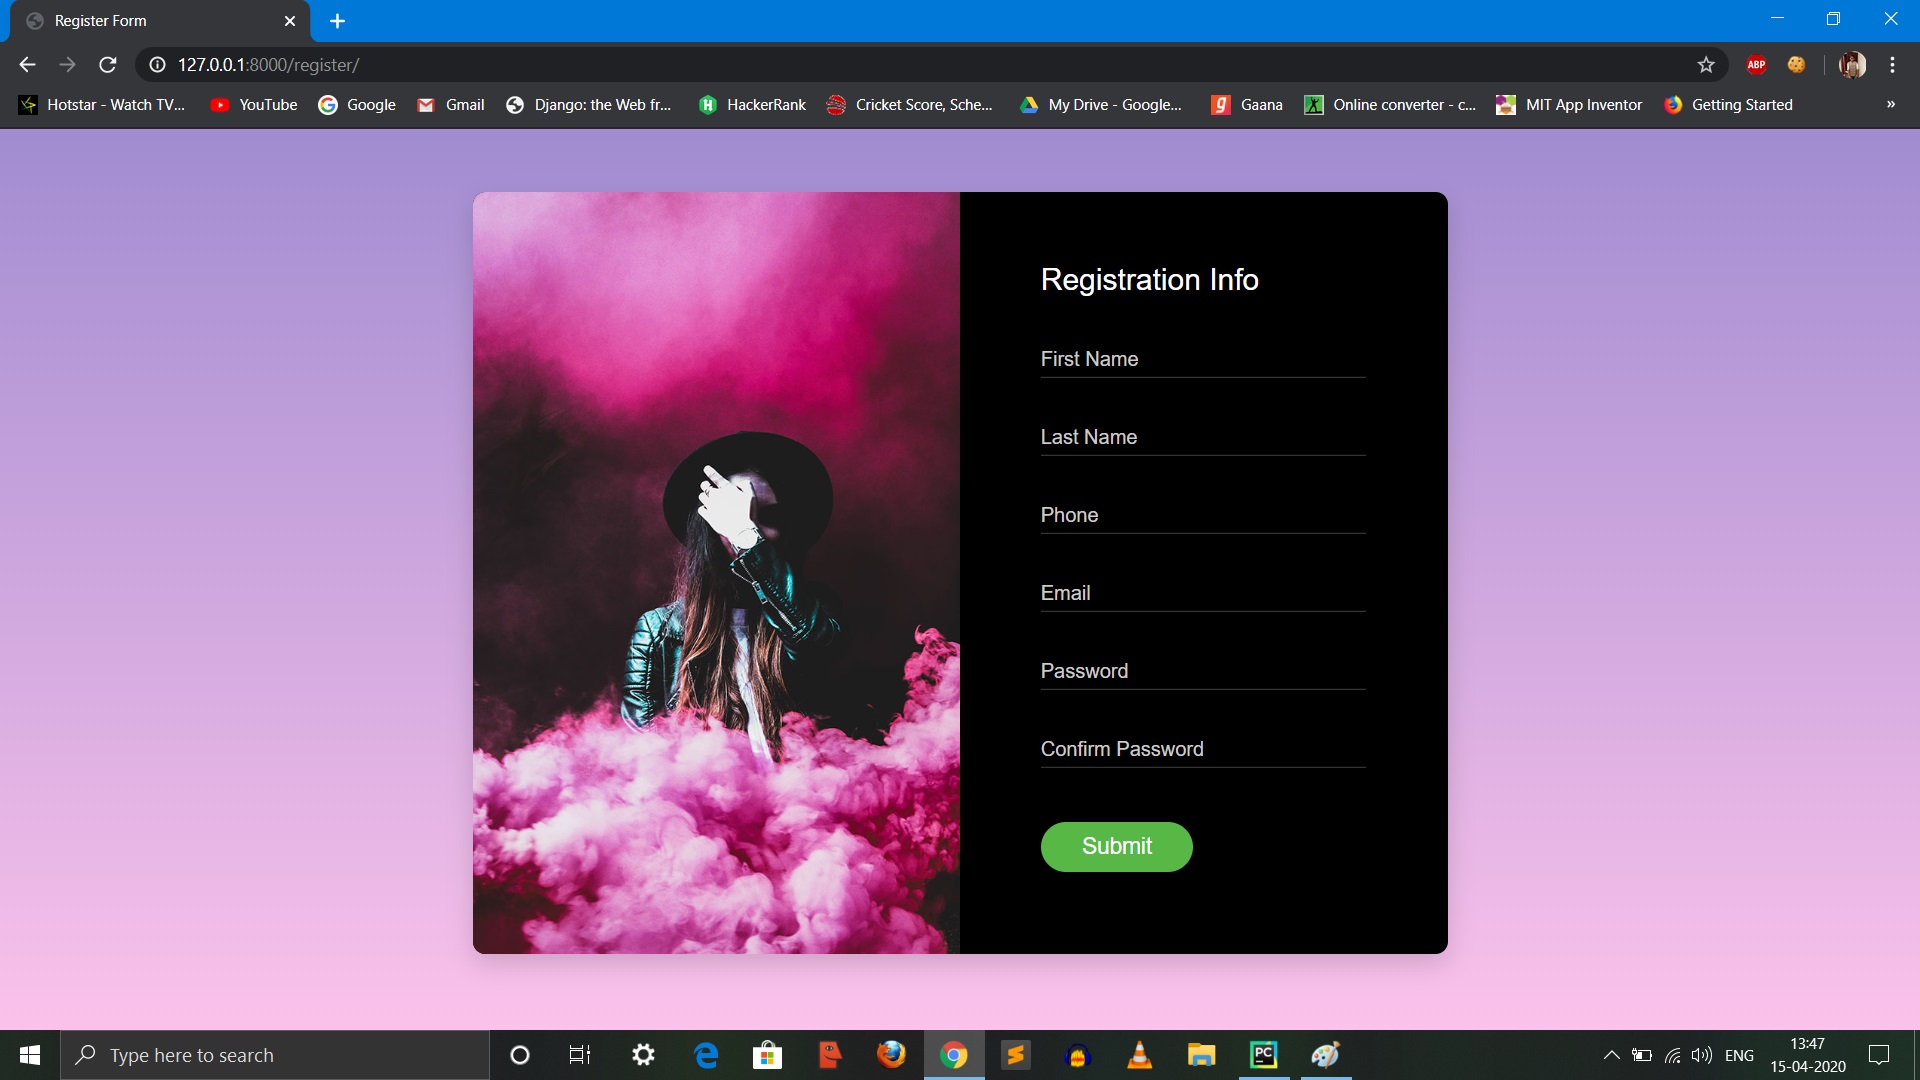 Register Form
127.0.0.1:8000/register/
ABP
Hotstar - Watch TV... YouTube Google Gmail Django: the Web fr... HackerRank Cricket Score, Sche... My Drive - Google... Gaana Online converter - c... MIT App Inventor Getting Started »
Registration Info
First Name
Last Name
Phone
Email
Password
Confirm Password
Submit
Type here to search
PC
ENG
13:47
15-04-2020